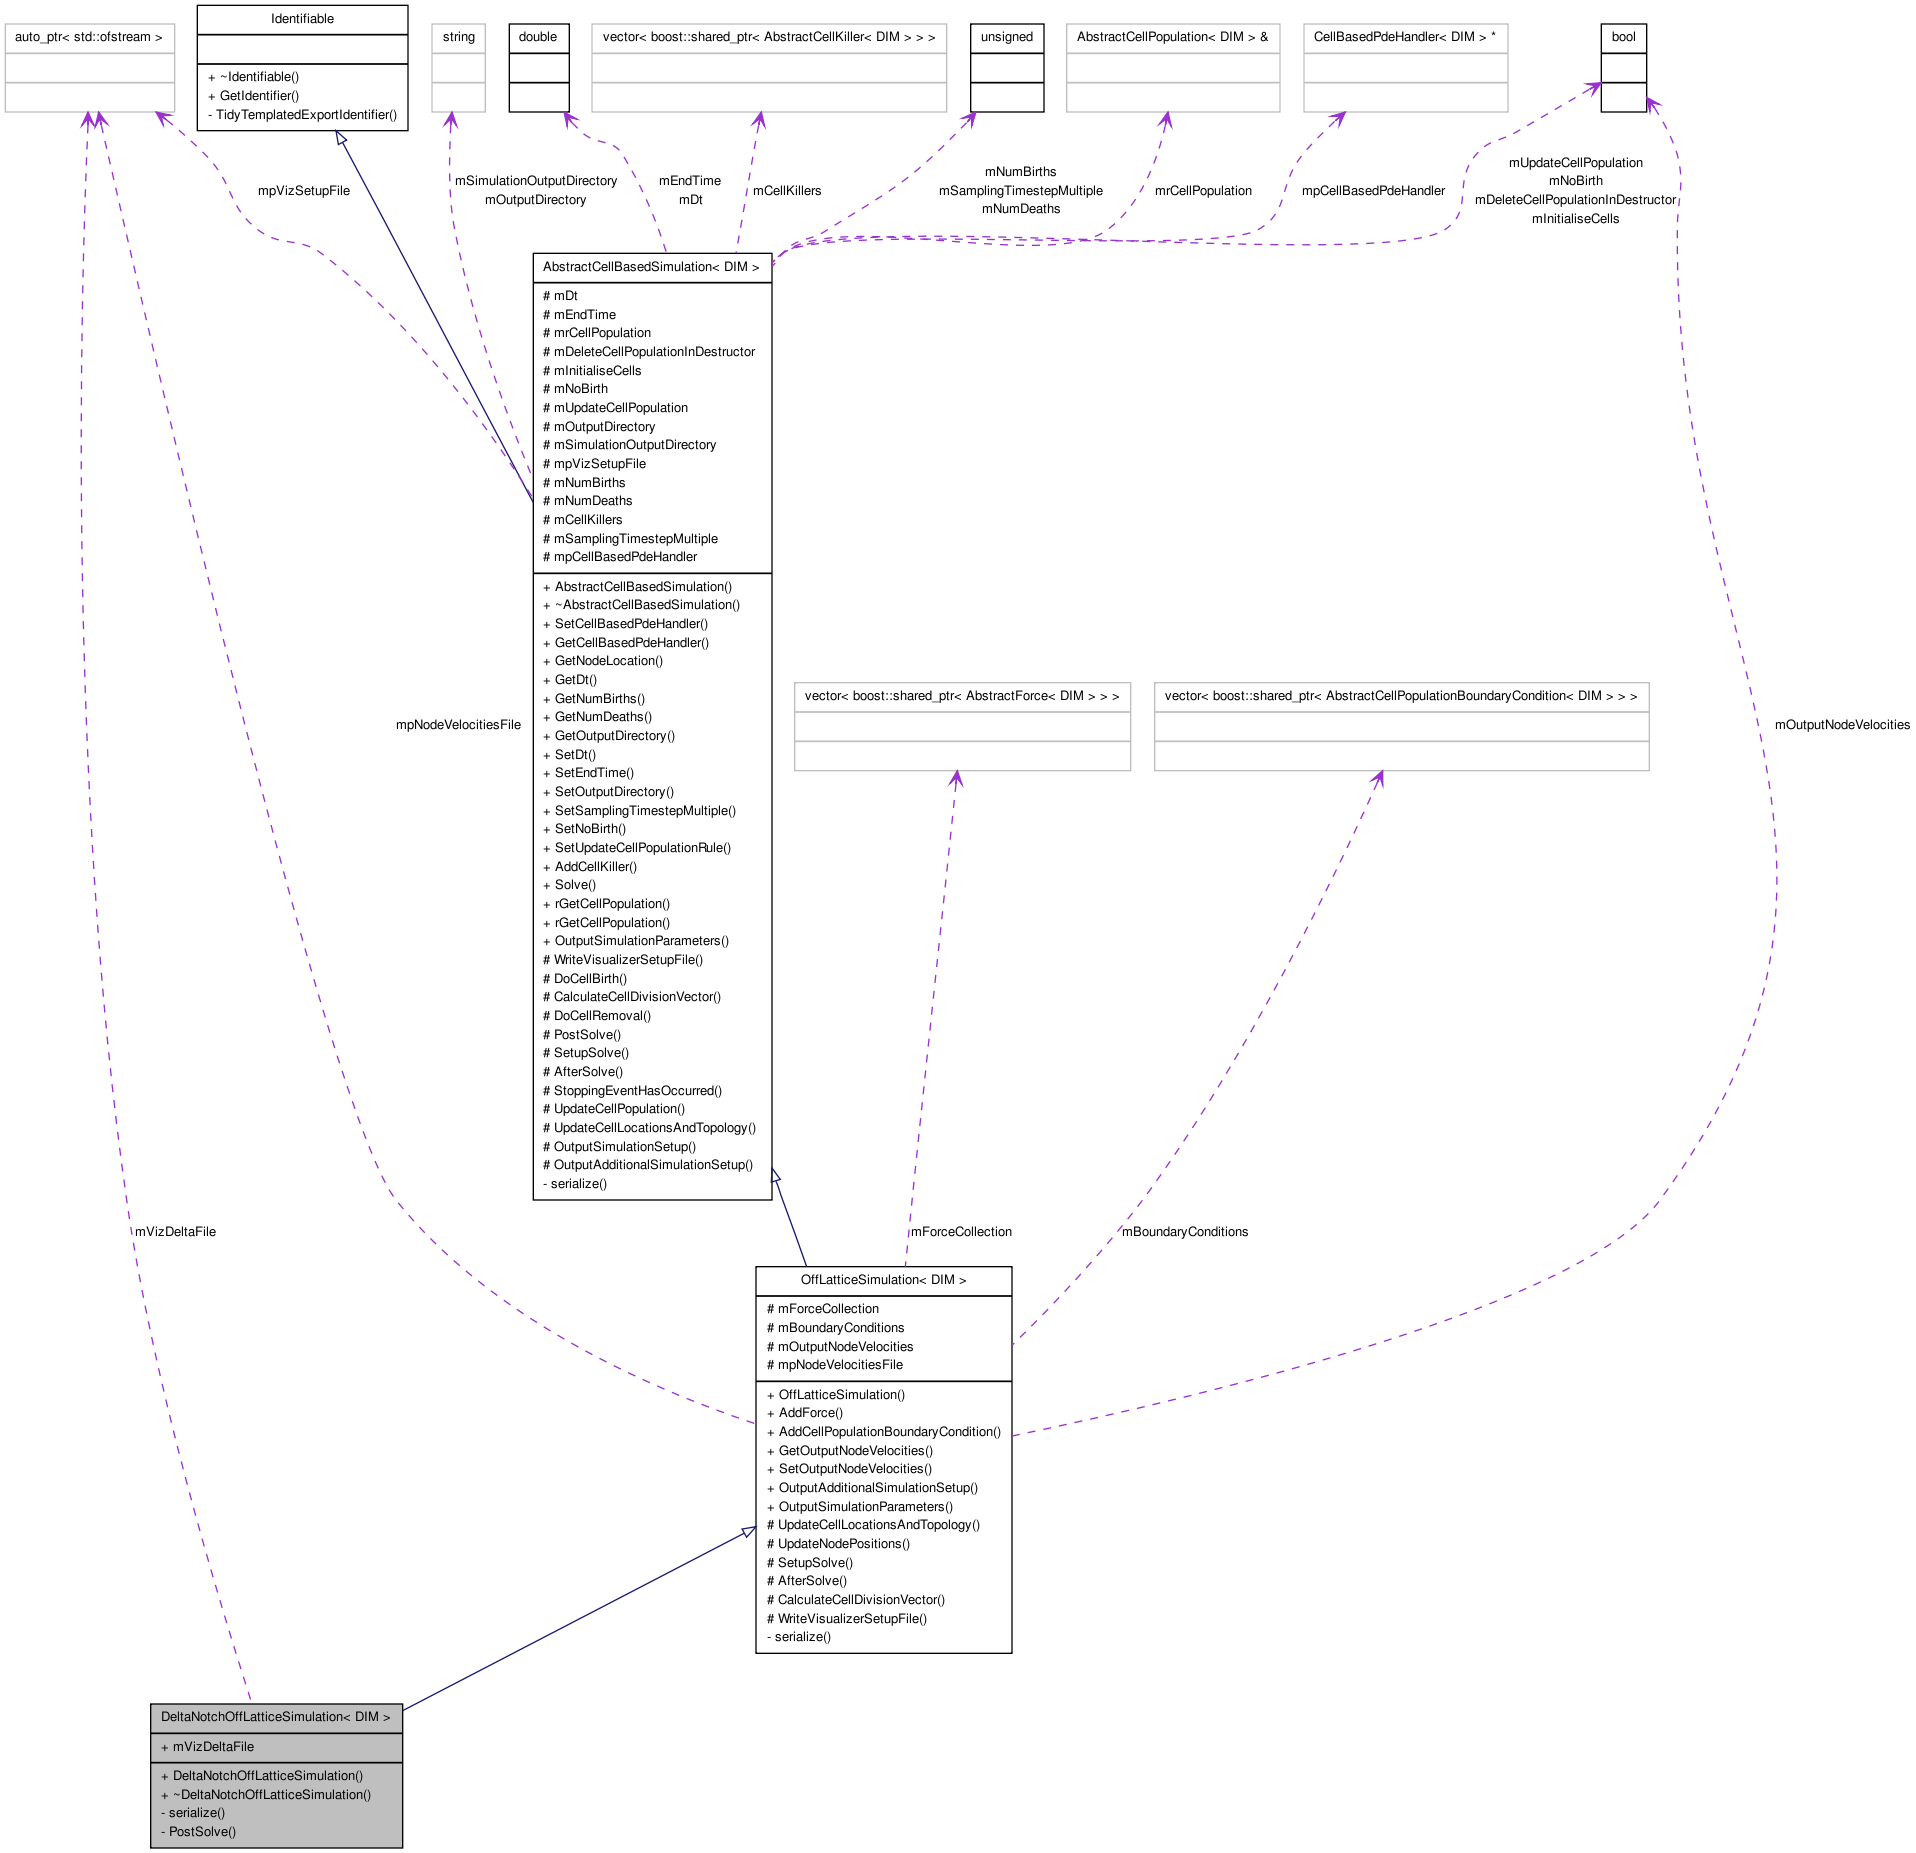 auto_ptr< std::ofstream >
Identifiable
+ ~Identifiable()
+ GetIdentifier()
- TidyTemplatedExportIdentifier()
string
double
vector< boost::shared_ptr< AbstractCellKiller< DIM > > >
unsigned
AbstractCellPopulation< DIM > &
CellBasedPdeHandler< DIM > *
bool
mpVizSetupFile
mSimulationOutputDirectory
mOutputDirectory
mEndTime
mDt
mCellKillers
mNumBirths
mSamplingTimestepMultiple
mNumDeaths
mrCellPopulation
mpCellBasedPdeHandler
mUpdateCellPopulation
mNoBirth
mDeleteCellPopulationInDestructor
mInitialiseCells
AbstractCellBasedSimulation< DIM >
# mDt
# mEndTime
# mrCellPopulation
# mDeleteCellPopulationInDestructor
# mInitialiseCells
# mNoBirth
# mUpdateCellPopulation
# mOutputDirectory
# mSimulationOutputDirectory
# mpVizSetupFile
# mNumBirths
# mNumDeaths
# mCellKillers
# mSamplingTimestepMultiple
# mpCellBasedPdeHandler
+ AbstractCellBasedSimulation()
+ ~AbstractCellBasedSimulation()
+ SetCellBasedPdeHandler()
+ GetCellBasedPdeHandler()
+ GetNodeLocation()
+ GetDt()
+ GetNumBirths()
+ GetNumDeaths()
+ GetOutputDirectory()
+ SetDt()
+ SetEndTime()
+ SetOutputDirectory()
+ SetSamplingTimestepMultiple()
+ SetNoBirth()
+ SetUpdateCellPopulationRule()
+ AddCellKiller()
+ Solve()
+ rGetCellPopulation()
+ rGetCellPopulation()
+ OutputSimulationParameters()
# WriteVisualizerSetupFile()
# DoCellBirth()
# CalculateCellDivisionVector()
# DoCellRemoval()
# PostSolve()
# SetupSolve()
# AfterSolve()
# StoppingEventHasOccurred()
# UpdateCellPopulation()
# UpdateCellLocationsAndTopology()
# OutputSimulationSetup()
# OutputAdditionalSimulationSetup()
- serialize()
vector< boost::shared_ptr< AbstractForce< DIM > > >
vector< boost::shared_ptr< AbstractCellPopulationBoundaryCondition< DIM > > >
mpNodeVelocitiesFile
mOutputNodeVelocities
mVizDeltaFile
mForceCollection
mBoundaryConditions
OffLatticeSimulation< DIM >
# mForceCollection
# mBoundaryConditions
# mOutputNodeVelocities
# mpNodeVelocitiesFile
+ OffLatticeSimulation()
+ AddForce()
+ AddCellPopulationBoundaryCondition()
+ GetOutputNodeVelocities()
+ SetOutputNodeVelocities()
+ OutputAdditionalSimulationSetup()
+ OutputSimulationParameters()
# UpdateCellLocationsAndTopology()
# UpdateNodePositions()
# SetupSolve()
# AfterSolve()
# CalculateCellDivisionVector()
# WriteVisualizerSetupFile()
- serialize()
DeltaNotchOffLatticeSimulation< DIM >
+ mVizDeltaFile
+ DeltaNotchOffLatticeSimulation()
+ ~DeltaNotchOffLatticeSimulation()
- serialize()
- PostSolve()